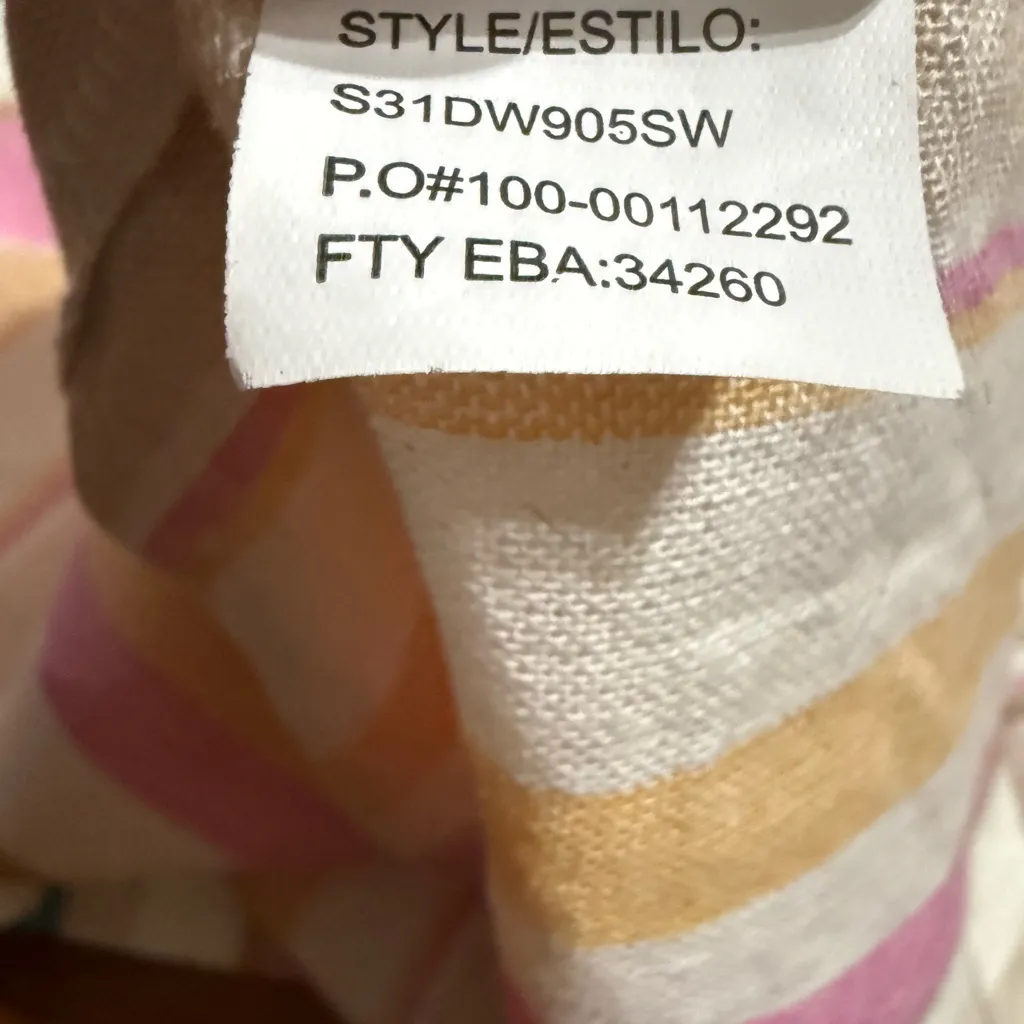 STYLE/ESTILO:
S31DW905SW
P.O#100-00112292
FTY EBA:34260